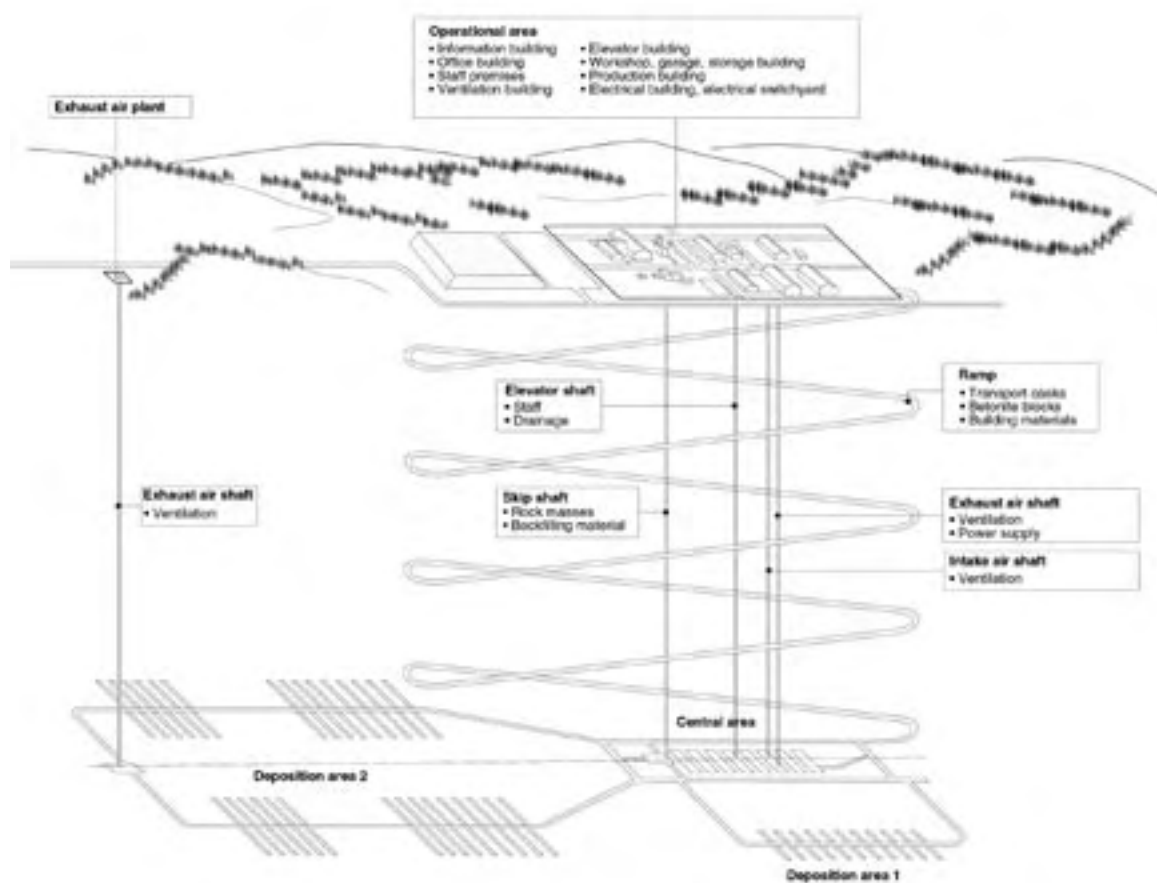 Operational area
• Information building
• Office building
• Staff premises
• Ventilation building
• Elevator building
• Workshop, garage, storage building
• Production building
• Electrical building, electrical switchyard
Exhaust air plant
Elevator shaft
• Staff
• Drainage
Ramp
• Transport casks
• Betonite blocks
• Building materials
Exhaust air shaft
• Ventilation
Skip shaft
• Rock masses
• Backfilling material
Exhaust air shaft
• Ventilation
• Power supply
Intake air shaft
• Ventilation
Central area
Deposition area 2
Deposition area 1